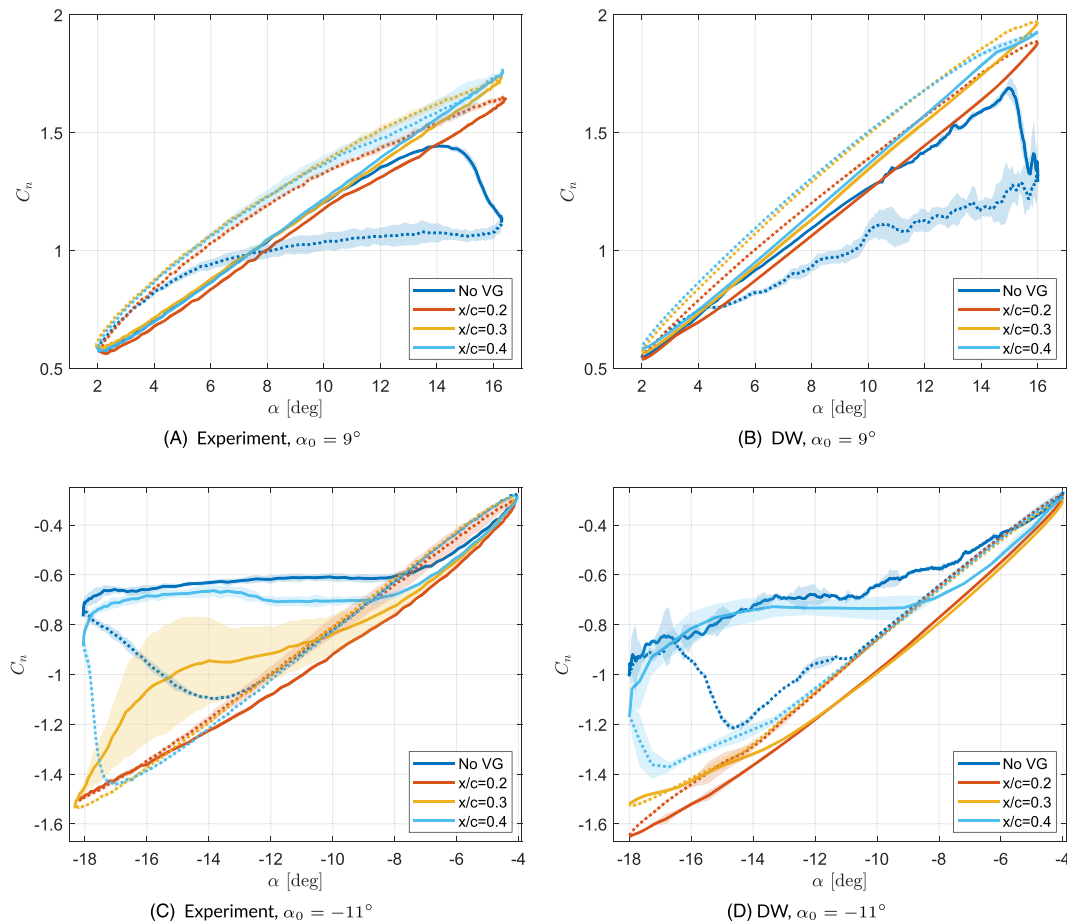 2
1.5
1
0.5
C_n
2 4 6 8 10 12 14 16
α [deg]
No VG
x/c=0.2
x/c=0.3
x/c=0.4
(A) Experiment, α₀ = 9°
2
1.5
1
0.5
C_n
2 4 6 8 10 12 14 16
α [deg]
No VG
x/c=0.2
x/c=0.3
x/c=0.4
(B) DW, α₀ = 9°
-0.4
-0.6
-0.8
-1
-1.2
-1.4
-1.6
C_n
-18 -16 -14 -12 -10 -8 -6 -4
α [deg]
No VG
x/c=0.2
x/c=0.3
x/c=0.4
(C) Experiment, α₀ = −11°
-0.4
-0.6
-0.8
-1
-1.2
-1.4
-1.6
C_n
-18 -16 -14 -12 -10 -8 -6 -4
α [deg]
No VG
x/c=0.2
x/c=0.3
x/c=0.4
(D) DW, α₀ = −11°